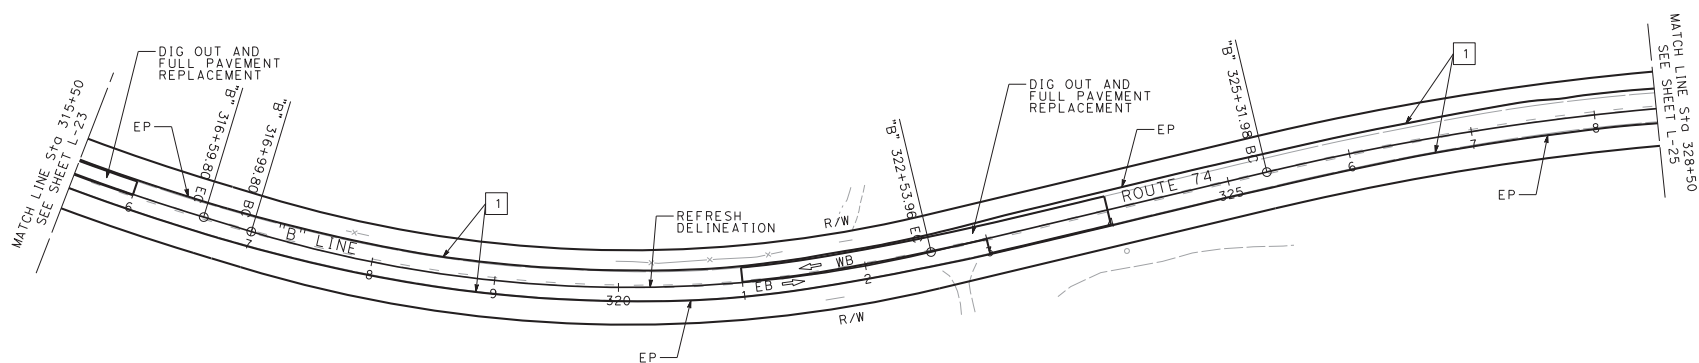 MATCH LINE Sta 315+50
SEE SHEET L-23
DIG OUT AND
FULL PAVEMENT
REPLACEMENT
EP
"B" 316+59.80 EC
"B" 316+99.80 BC
6
7
"B" LINE
8
9
1
320
REFRESH
DELINEATION
EP
1
EB
WB
2
R/W
R/W
"B" 322+53.96 EC
DIG OUT AND
FULL PAVEMENT
REPLACEMENT
3
EP
4
ROUTE 74
325
"B" 325+31.98 BC
6
1
7
EP
8
MATCH LINE Sta 328+50
SEE SHEET L-25